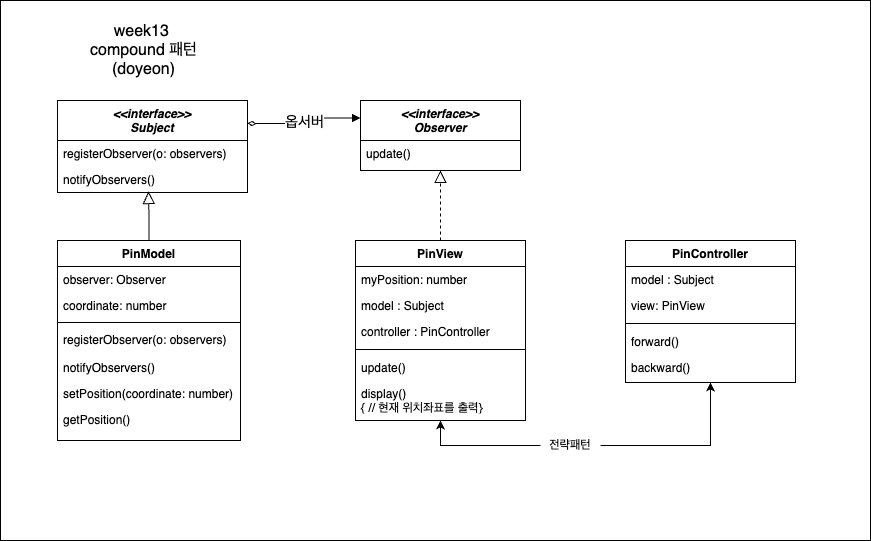 week13
compound 패턴
(doyeon)
<<interface>>
Subject
registerObserver(o: observers)
notifyObservers()
옵서버
<<interface>>
Observer
update()
PinModel
observer: Observer
coordinate: number
registerObserver(o: observers)
notifyObservers()
setPosition(coordinate: number)
getPosition()
PinView
myPosition: number
model : Subject
controller : PinController
update()
display()
{ // 현재 위치좌표를 출력}
PinController
model : Subject
view: PinView
forward()
backward()
전략패턴